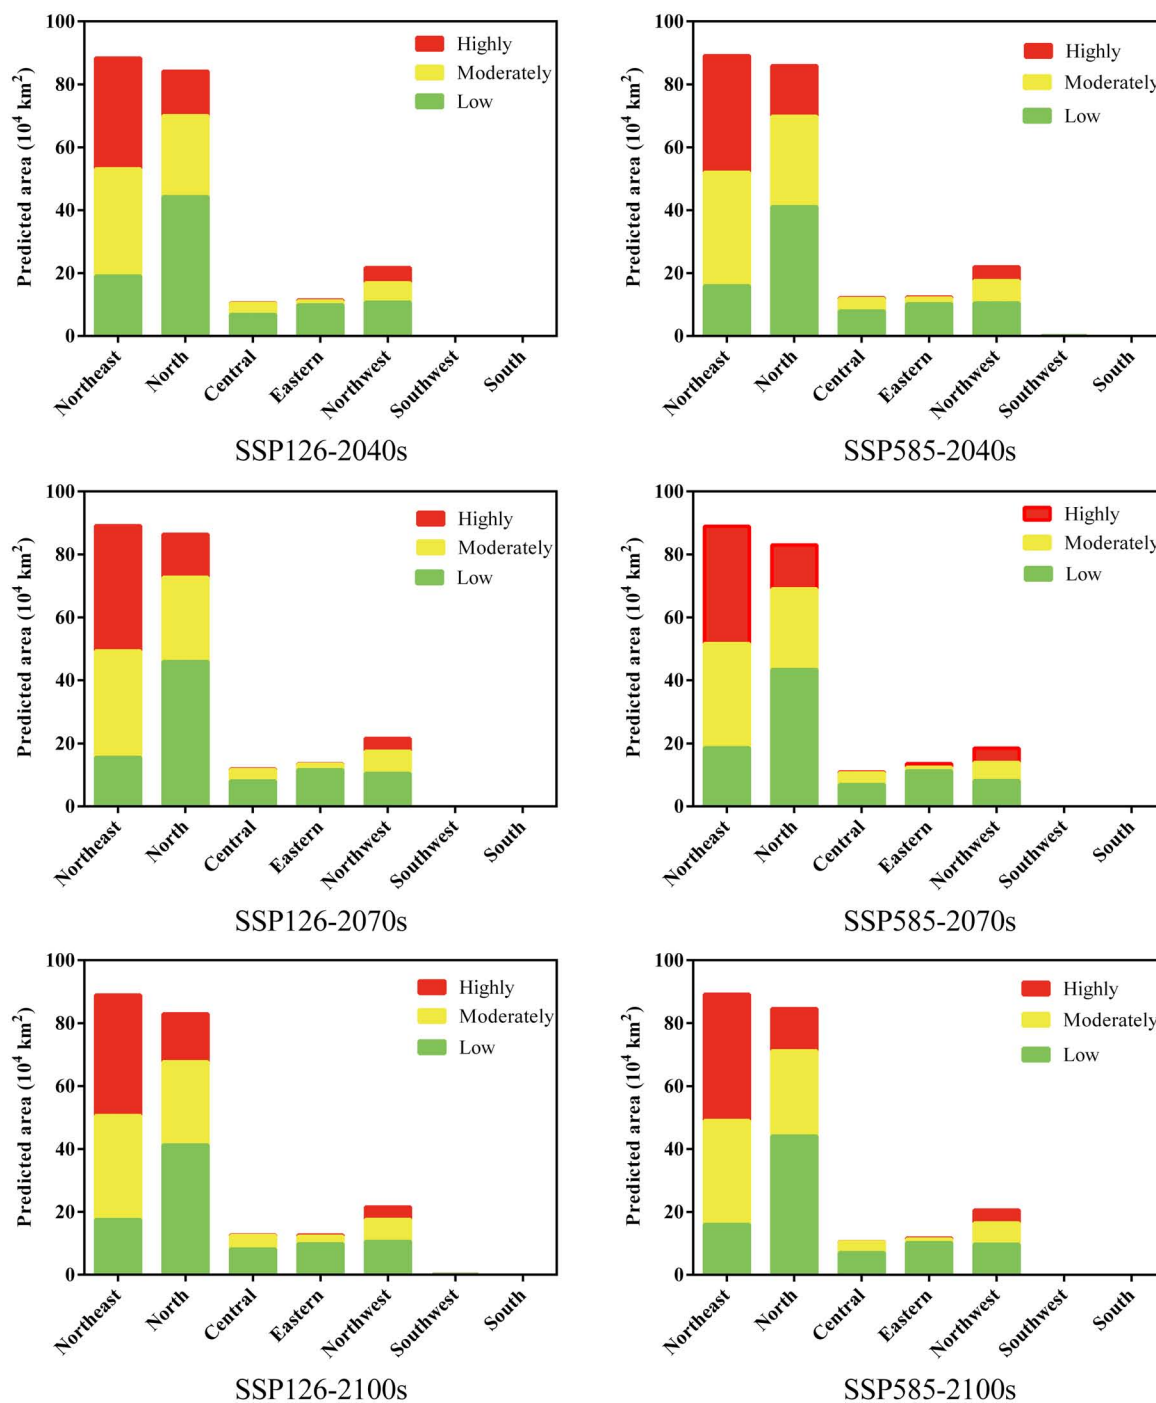 Predicted area (10⁴ km²)
100
80
60
40
20
0
Highly
Moderately
Low
Northeast
North
Central
Eastern
Northwest
Southwest
South
SSP126-2040s
Predicted area (10⁴ km²)
100
80
60
40
20
0
Highly
Moderately
Low
Northeast
North
Central
Eastern
Northwest
Southwest
South
SSP585-2040s
Predicted area (10⁴ km²)
100
80
60
40
20
0
Highly
Moderately
Low
Northeast
North
Central
Eastern
Northwest
Southwest
South
SSP126-2070s
Predicted area (10⁴ km²)
100
80
60
40
20
0
Highly
Moderately
Low
Northeast
North
Central
Eastern
Northwest
Southwest
South
SSP585-2070s
Predicted area (10⁴ km²)
100
80
60
40
20
0
Highly
Moderately
Low
Northeast
North
Central
Eastern
Northwest
Southwest
South
SSP126-2100s
Predicted area (10⁴ km²)
100
80
60
40
20
0
Highly
Moderately
Low
Northeast
North
Central
Eastern
Northwest
Southwest
South
SSP585-2100s